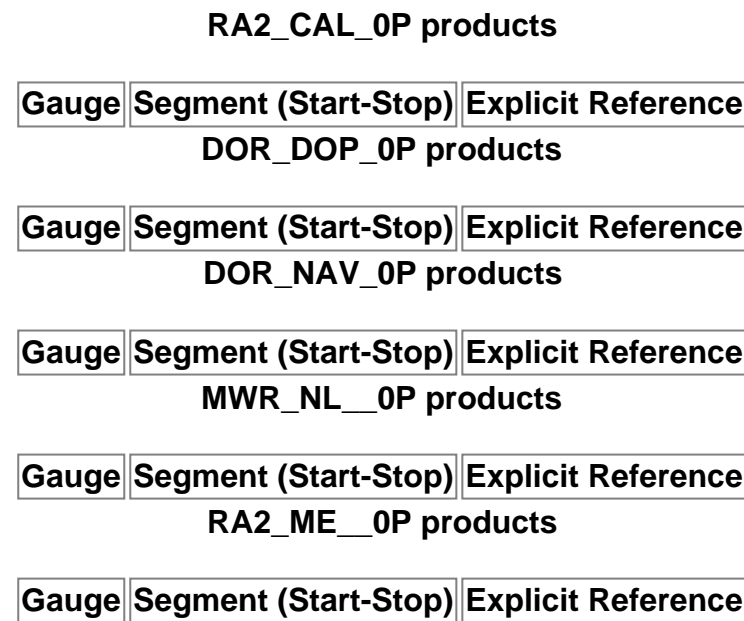 RA2_CAL_0P products
Gauge Segment (Start-Stop) Explicit Reference
DOR_DOP_0P products
Gauge Segment (Start-Stop) Explicit Reference
DOR_NAV_0P products
Gauge Segment (Start-Stop) Explicit Reference
MWR_NL__0P products
Gauge Segment (Start-Stop) Explicit Reference
RA2_ME__0P products
Gauge Segment (Start-Stop) Explicit Reference